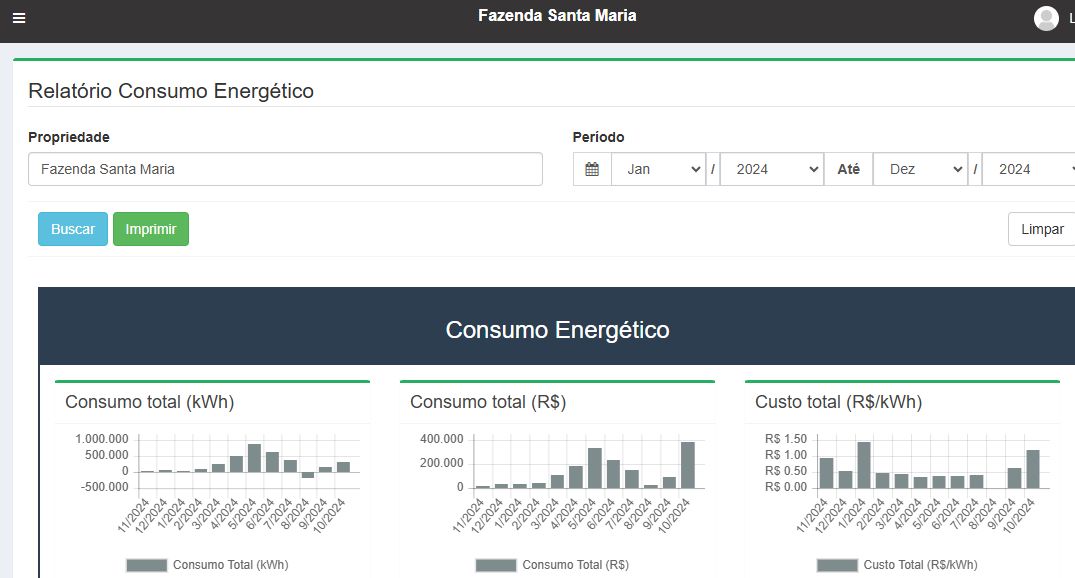 Fazenda Santa Maria
L
Relatório Consumo Energético
Propriedade
Período
Fazenda Santa Maria
Jan / 2024 Até Dez / 2024
Buscar Imprimir Limpar
Consumo Energético
Consumo total (kWh)
1.000.000
500.000
0
-500.000
11/2024 12/2024 1/2024 2/2024 3/2024 4/2024 5/2024 6/2024 7/2024 8/2024 9/2024 10/2024
Consumo Total (kWh)
Consumo total (R$)
400.000
200.000
0
11/2024 12/2024 1/2024 2/2024 3/2024 4/2024 5/2024 6/2024 7/2024 8/2024 9/2024 10/2024
Consumo Total (R$)
Custo total (R$/kWh)
R$ 1.50
R$ 1.00
R$ 0.50
R$ 0.00
11/2024 12/2024 1/2024 2/2024 3/2024 4/2024 5/2024 6/2024 7/2024 8/2024 9/2024 10/2024
Custo Total (R$/kWh)